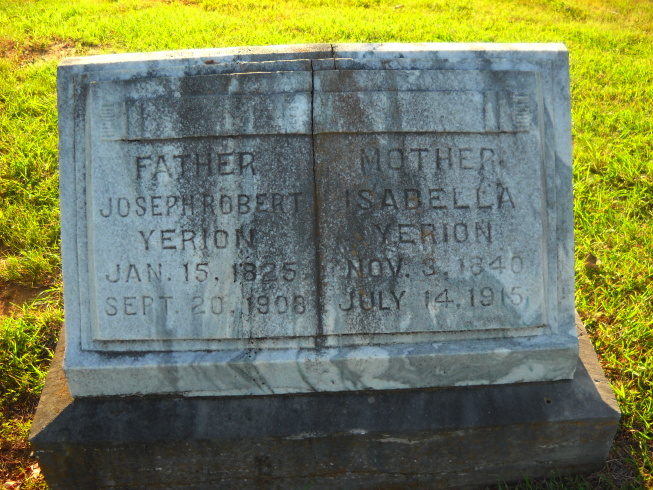 FATHER
JOSEPH ROBERT
YERION
JAN. 15, 1825
SEPT. 20, 1908
MOTHER
ISABELLA
YERION
NOV. 3, 1840
JULY 14, 1915